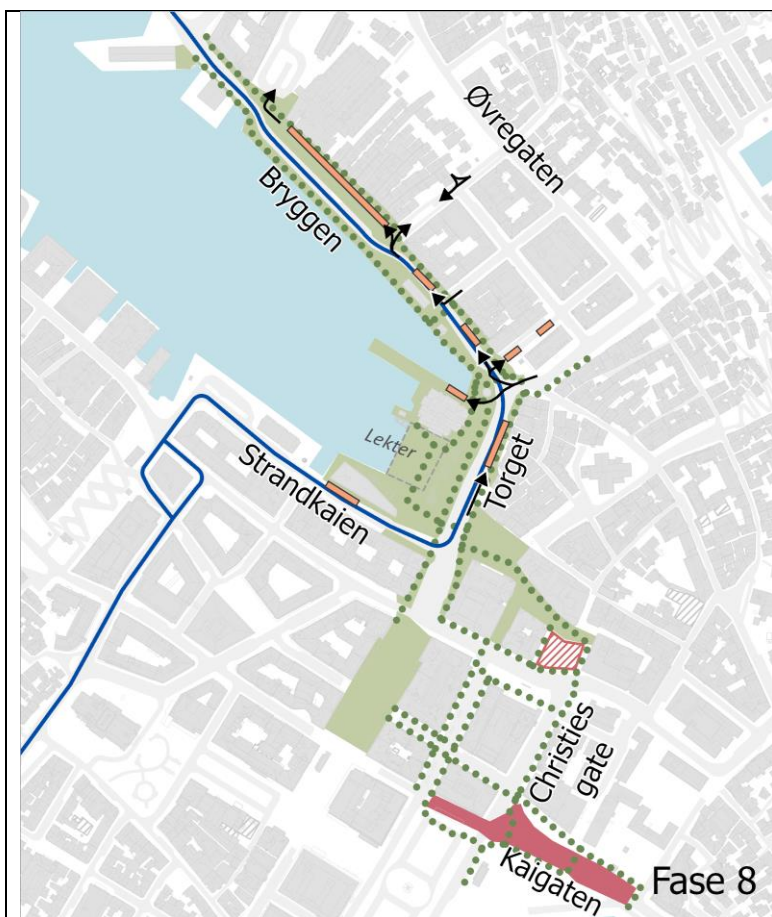 Øvregaten
Bryggen
Lekter
Torget
Strandkaien
Christies
gate
Kaigaten
Fase 8